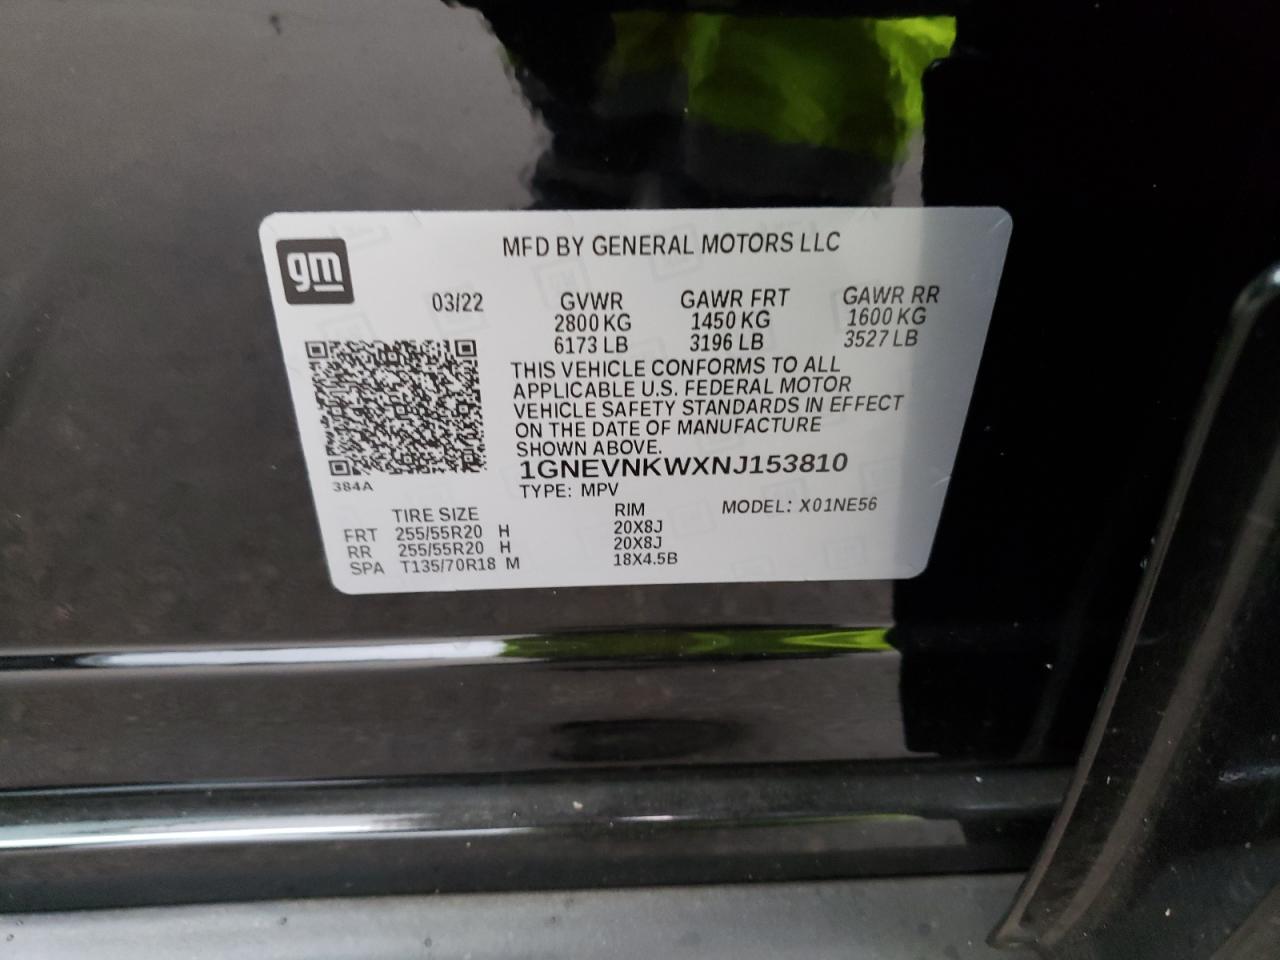 gm
MFD BY GENERAL MOTORS LLC
03/22 GVWR GAWR FRT GAWR RR
2800 KG 1450 KG 1600 KG
6173 LB 3196 LB 3527 LB
THIS VEHICLE CONFORMS TO ALL
APPLICABLE U.S. FEDERAL MOTOR
VEHICLE SAFETY STANDARDS IN EFFECT
ON THE DATE OF MANUFACTURE
SHOWN ABOVE.
1GNEVNKWXNJ153810
384A
TYPE: MPV
MODEL: X01NE56
TIRE SIZE RIM
FRT 255/55R20 H 20X8J
RR 255/55R20 H 20X8J
SPA T135/70R18 M 18X4.5B